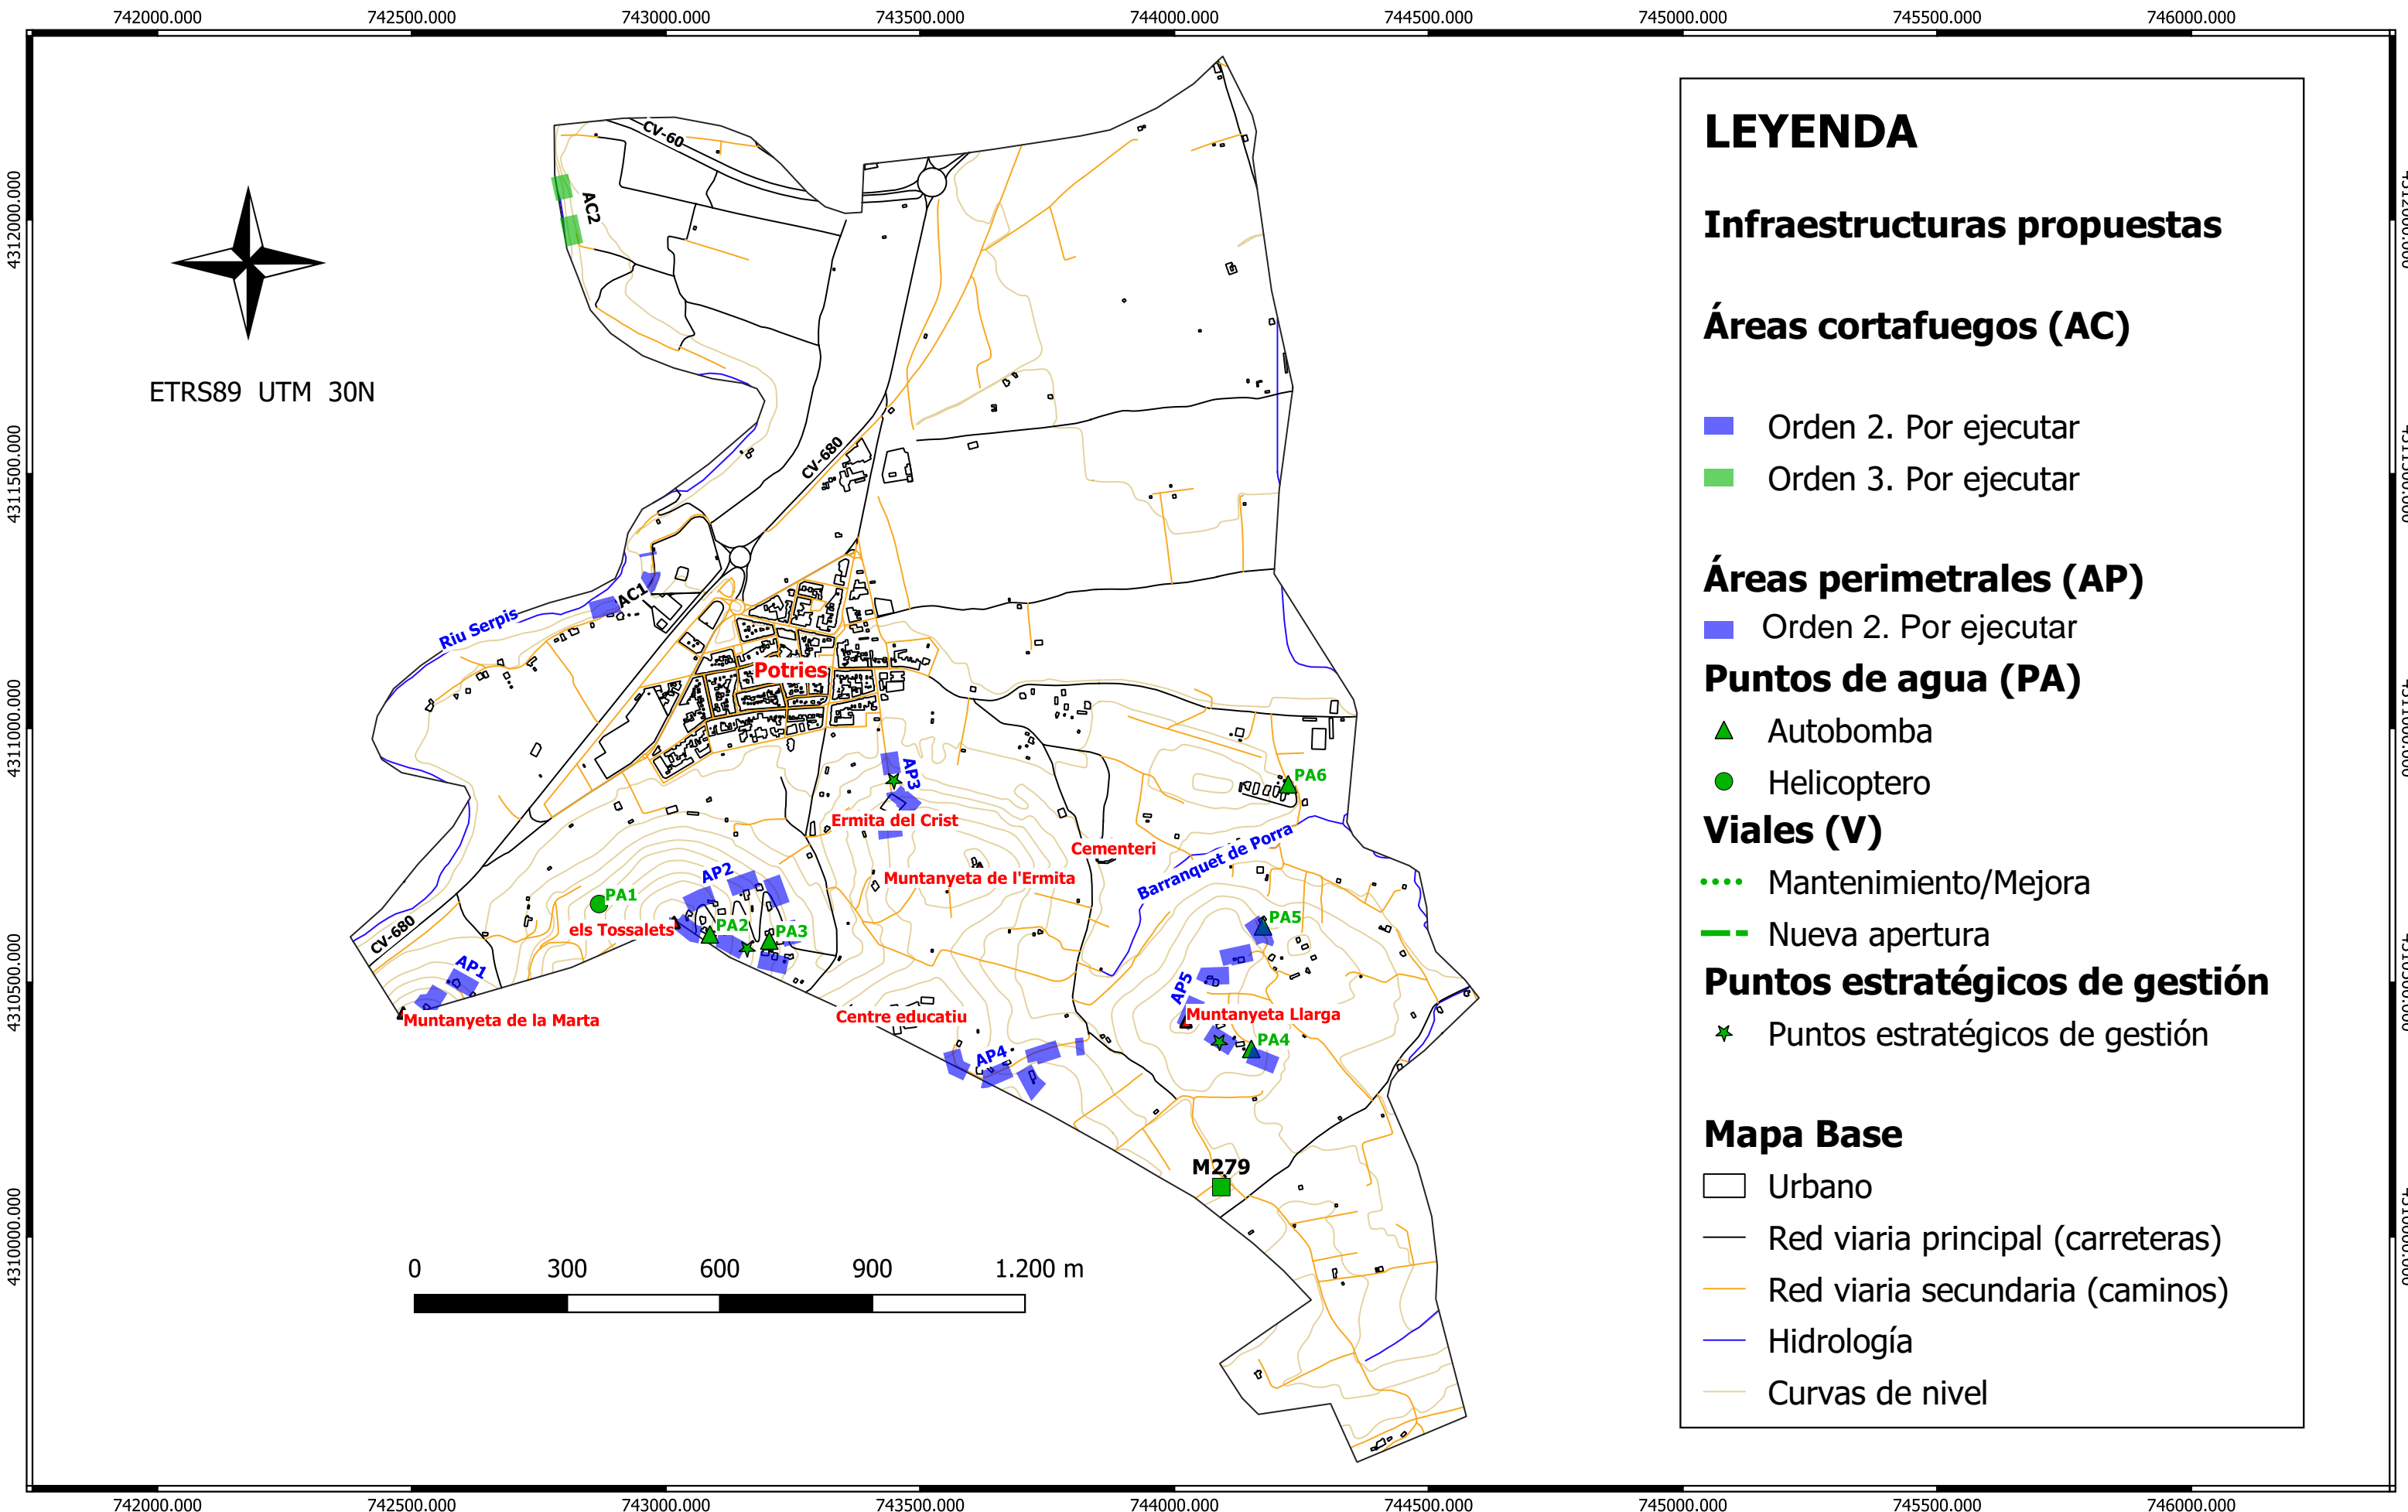 742000.000 742500.000 743000.000 743500.000 744000.000 744500.000 745000.000 745500.000 746000.000
4312000.000
4311500.000
4311000.000
4310500.000
4310000.000
ETRS89 UTM 30N
CV-60
AC2
CV-680
AC1
Riu Serpis
Potries
AP3
PA6
Ermita del Crist
Cementeri
Barranquet de Porra
Muntanyeta de l'Ermita
AP2
PA1
PA2
PA3
els Tossalets
PA5
CV-680
AP1
AP5
Muntanyeta de la Marta
Centre educatiu
Muntanyeta Llarga
PA4
AP4
M279
0 300 600 900 1.200 m
LEYENDA
Infraestructuras propuestas
Áreas cortafuegos (AC)
Orden 2. Por ejecutar
Orden 3. Por ejecutar
Áreas perimetrales (AP)
Orden 2. Por ejecutar
Puntos de agua (PA)
Autobomba
Helicoptero
Viales (V)
Mantenimiento/Mejora
Nueva apertura
Puntos estratégicos de gestión
Puntos estratégicos de gestión
Mapa Base
Urbano
Red viaria principal (carreteras)
Red viaria secundaria (caminos)
Hidrología
Curvas de nivel
742000.000 742500.000 743000.000 743500.000 744000.000 744500.000 745000.000 745500.000 746000.000